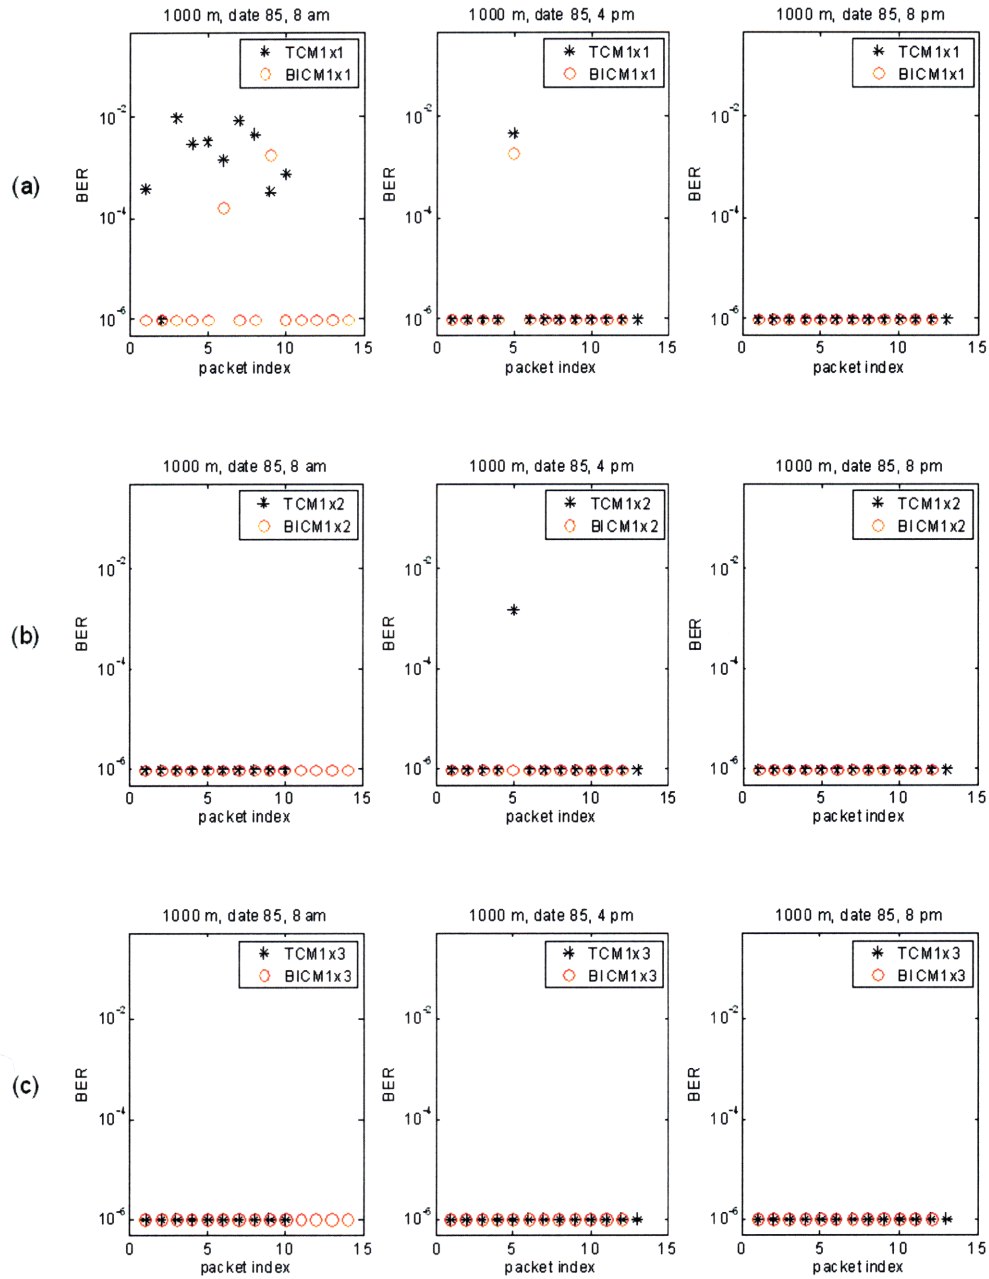 (a)
1000 m, date 85, 8 am
TCM1x1
BICM1x1
BER
10^-2
10^-4
10^-6
0 5 10 15
packet index
1000 m, date 85, 4 pm
TCM1x1
BICM1x1
BER
10^-2
10^-4
10^-6
0 5 10 15
packet index
1000 m, date 85, 8 pm
TCM1x1
BICM1x1
BER
10^-2
10^-4
10^-6
0 5 10 15
packet index
(b)
1000 m, date 85, 8 am
TCM1x2
BICM1x2
BER
10^-2
10^-4
10^-6
0 5 10 15
packet index
1000 m, date 85, 4 pm
TCM1x2
BICM1x2
BER
10^-2
10^-4
10^-6
0 5 10 15
packet index
1000 m, date 85, 8 pm
TCM1x2
BICM1x2
BER
10^-2
10^-4
10^-6
0 5 10 15
packet index
(c)
1000 m, date 85, 8 am
TCM1x3
BICM1x3
BER
10^-2
10^-4
10^-6
0 5 10 15
packet index
1000 m, date 85, 4 pm
TCM1x3
BICM1x3
BER
10^-2
10^-4
10^-6
0 5 10 15
packet index
1000 m, date 85, 8 pm
TCM1x3
BICM1x3
BER
10^-2
10^-4
10^-6
0 5 10 15
packet index